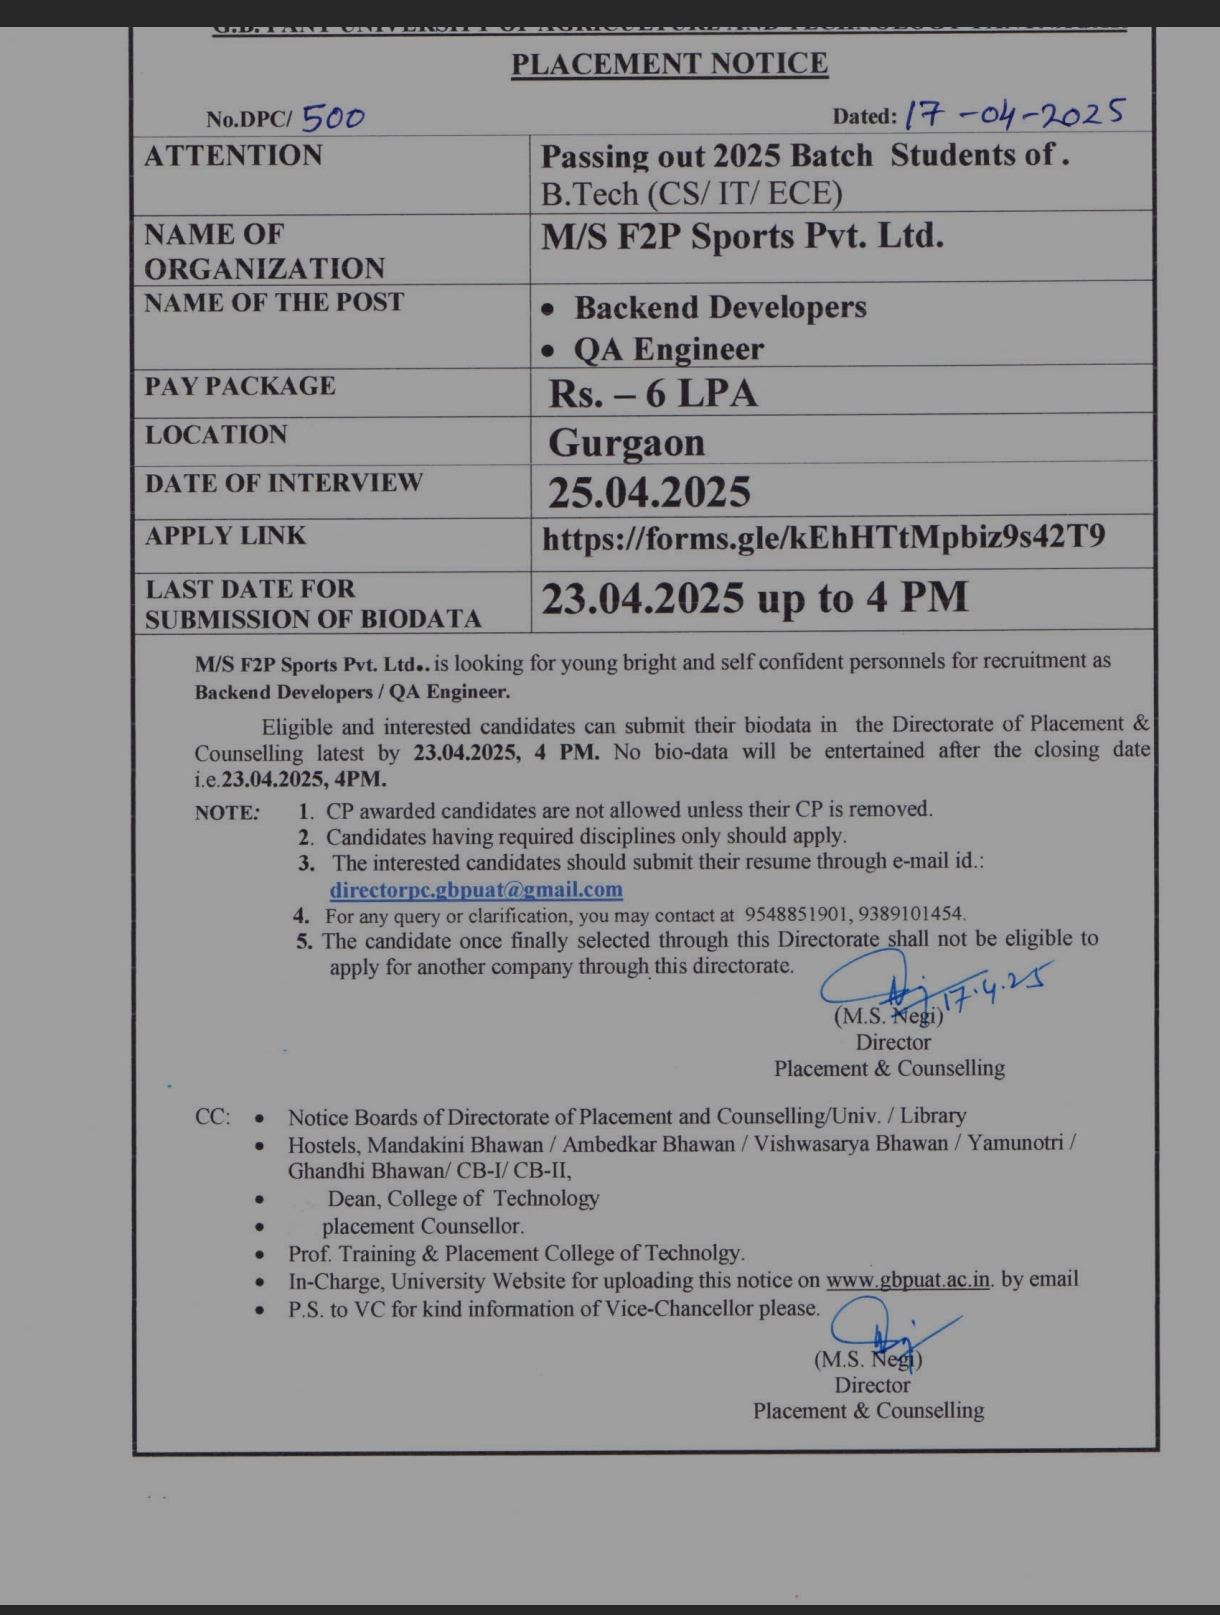 G.B. PANT UNIVERSITY OF AGRICULTURE AND TECHNOLOGY
PLACEMENT NOTICE
No.DPC/ 500
Dated: 17-04-2025
ATTENTION
Passing out 2025 Batch Students of .
B.Tech (CS/ IT/ ECE)
NAME OF
ORGANIZATION
M/S F2P Sports Pvt. Ltd.
NAME OF THE POST
• Backend Developers
• QA Engineer
PAY PACKAGE
Rs. – 6 LPA
LOCATION
Gurgaon
DATE OF INTERVIEW
25.04.2025
APPLY LINK
https://forms.gle/kEhHTtMpbiz9s42T9
LAST DATE FOR
SUBMISSION OF BIODATA
23.04.2025 up to 4 PM
M/S F2P Sports Pvt. Ltd.. is looking for young bright and self confident personnels for recruitment as
Backend Developers / QA Engineer.
Eligible and interested candidates can submit their biodata in the Directorate of Placement &
Counselling latest by 23.04.2025, 4 PM. No bio-data will be entertained after the closing date
i.e.23.04.2025, 4PM.
NOTE: 1. CP awarded candidates are not allowed unless their CP is removed.
2. Candidates having required disciplines only should apply.
3. The interested candidates should submit their resume through e-mail id.:
directorpc.gbpuat@gmail.com
4. For any query or clarification, you may contact at 9548851901, 9389101454.
5. The candidate once finally selected through this Directorate shall not be eligible to
apply for another company through this directorate.
17.4.25
(M.S. Negi)
Director
Placement & Counselling
CC: • Notice Boards of Directorate of Placement and Counselling/Univ. / Library
• Hostels, Mandakini Bhawan / Ambedkar Bhawan / Vishwasarya Bhawan / Yamunotri /
Ghandhi Bhawan/ CB-I/ CB-II,
• Dean, College of Technology
• placement Counsellor.
• Prof. Training & Placement College of Technolgy.
• In-Charge, University Website for uploading this notice on www.gbpuat.ac.in. by email
• P.S. to VC for kind information of Vice-Chancellor please.
(M.S. Negi)
Director
Placement & Counselling